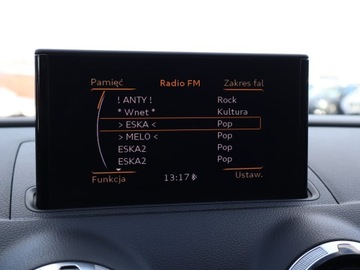 Pamięć Radio FM Zakres fal
! ANTY ! Rock
* Wnet * Kultura
> ESKA < Pop
> MELO < Pop
ESKA2 Pop
ESKA2 Pop
Funkcja 13:17 Ustaw.